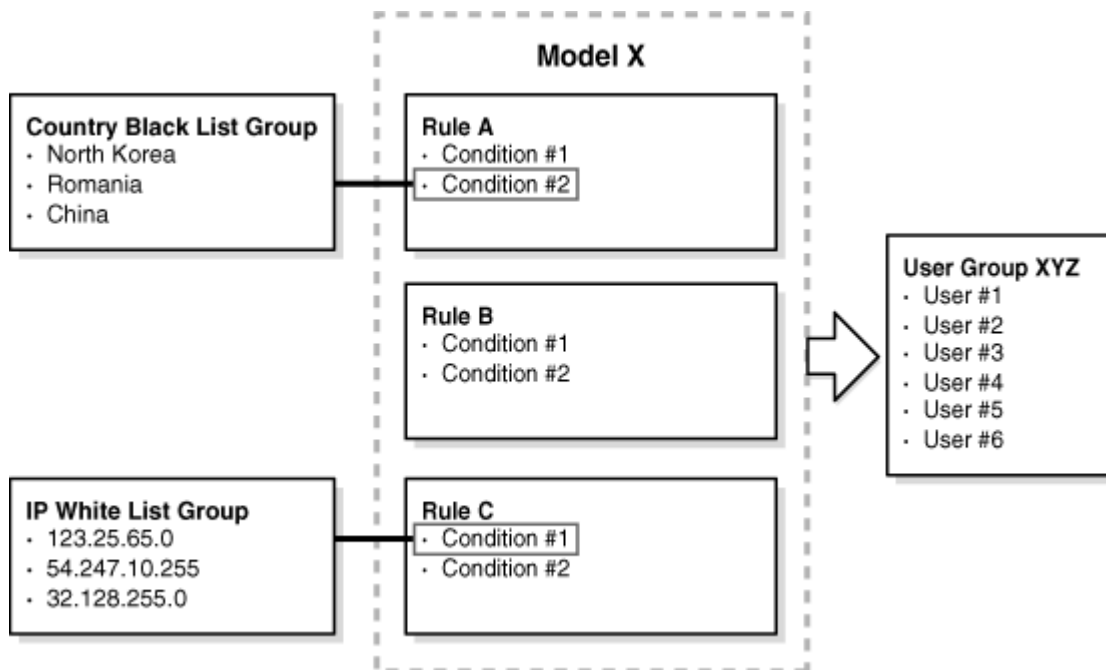 Model X
Country Black List Group
· North Korea
· Romania
· China
Rule A
· Condition #1
· Condition #2
Rule B
· Condition #1
· Condition #2
IP White List Group
· 123.25.65.0
· 54.247.10.255
· 32.128.255.0
Rule C
· Condition #1
· Condition #2
User Group XYZ
· User #1
· User #2
· User #3
· User #4
· User #5
· User #6